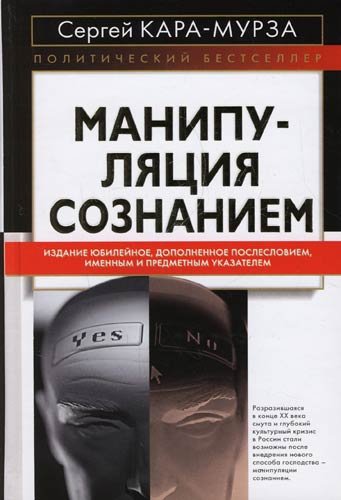 Сергей КАРА-МУРЗА
ПОЛИТИЧЕСКИЙ БЕСТСЕЛЛЕР
МАНИПУ-
ЛЯЦИЯ
СОЗНАНИЕМ
ИЗДАНИЕ ЮБИЛЕЙНОЕ, ДОПОЛНЕННОЕ ПОСЛЕСЛОВИЕМ,
ИМЕННЫМ И ПРЕДМЕТНЫМ УКАЗАТЕЛЕМ
Yes No
Разразившаяся
в конце XX века
смута и глубокий
культурный кризис
в России стали
возможны после
внедрения нового
способа господства –
манипуляции
сознанием.